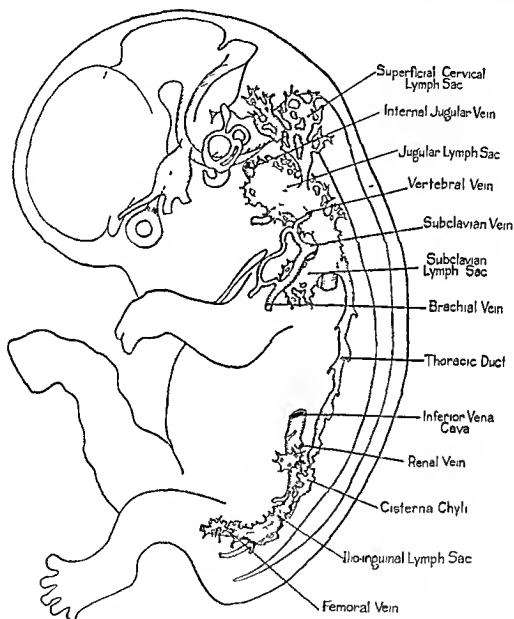 Superficial Cervical
Lymph Sac
Internal Jugular Vein
Jugular Lymph Sac
Vertebral Vein
Subclavian Vein
Subclavian
Lymph Sac
Brachial Vein
Thoracic Duct
Inferior Vena
Cava
Renal Vein
Cisterna Chyli
Ilio-inguinal Lymph Sac
Femoral Vein